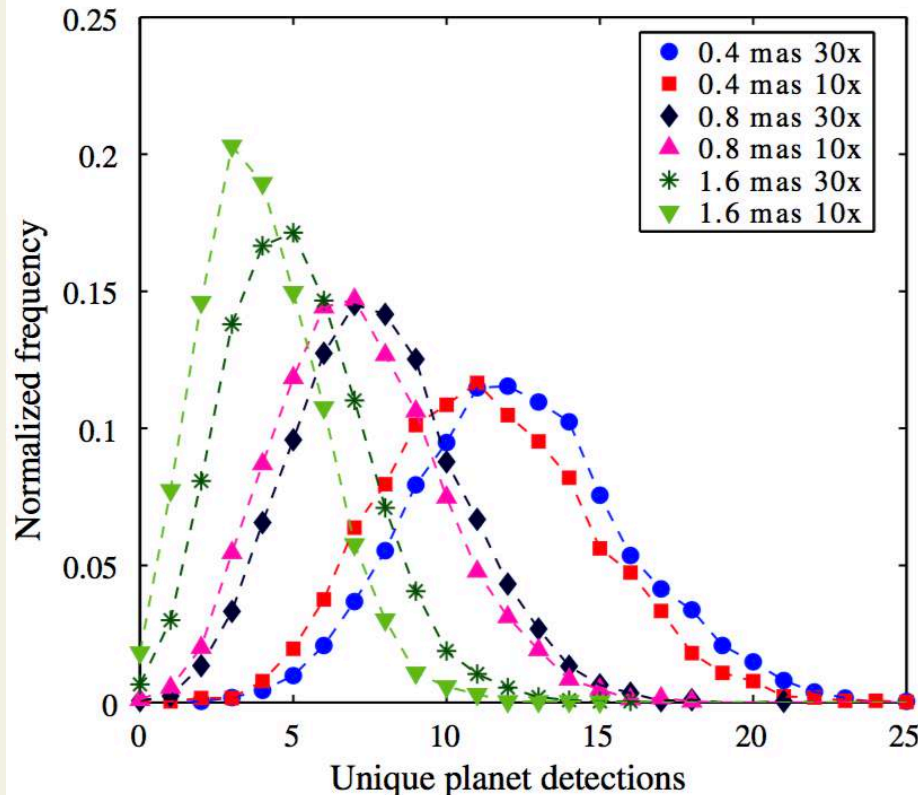 0.25
0.2
0.15
0.1
0.05
0
0 5 10 15 20 25
Normalized frequency
Unique planet detections
0.4 mas 30x
0.4 mas 10x
0.8 mas 30x
0.8 mas 10x
1.6 mas 30x
1.6 mas 10x